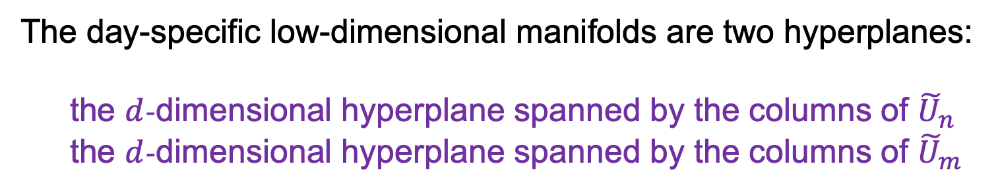 The day-specific low-dimensional manifolds are two hyperplanes:
the 𝑑-dimensional hyperplane spanned by the columns of Ũₙ
the 𝑑-dimensional hyperplane spanned by the columns of Ũₘ